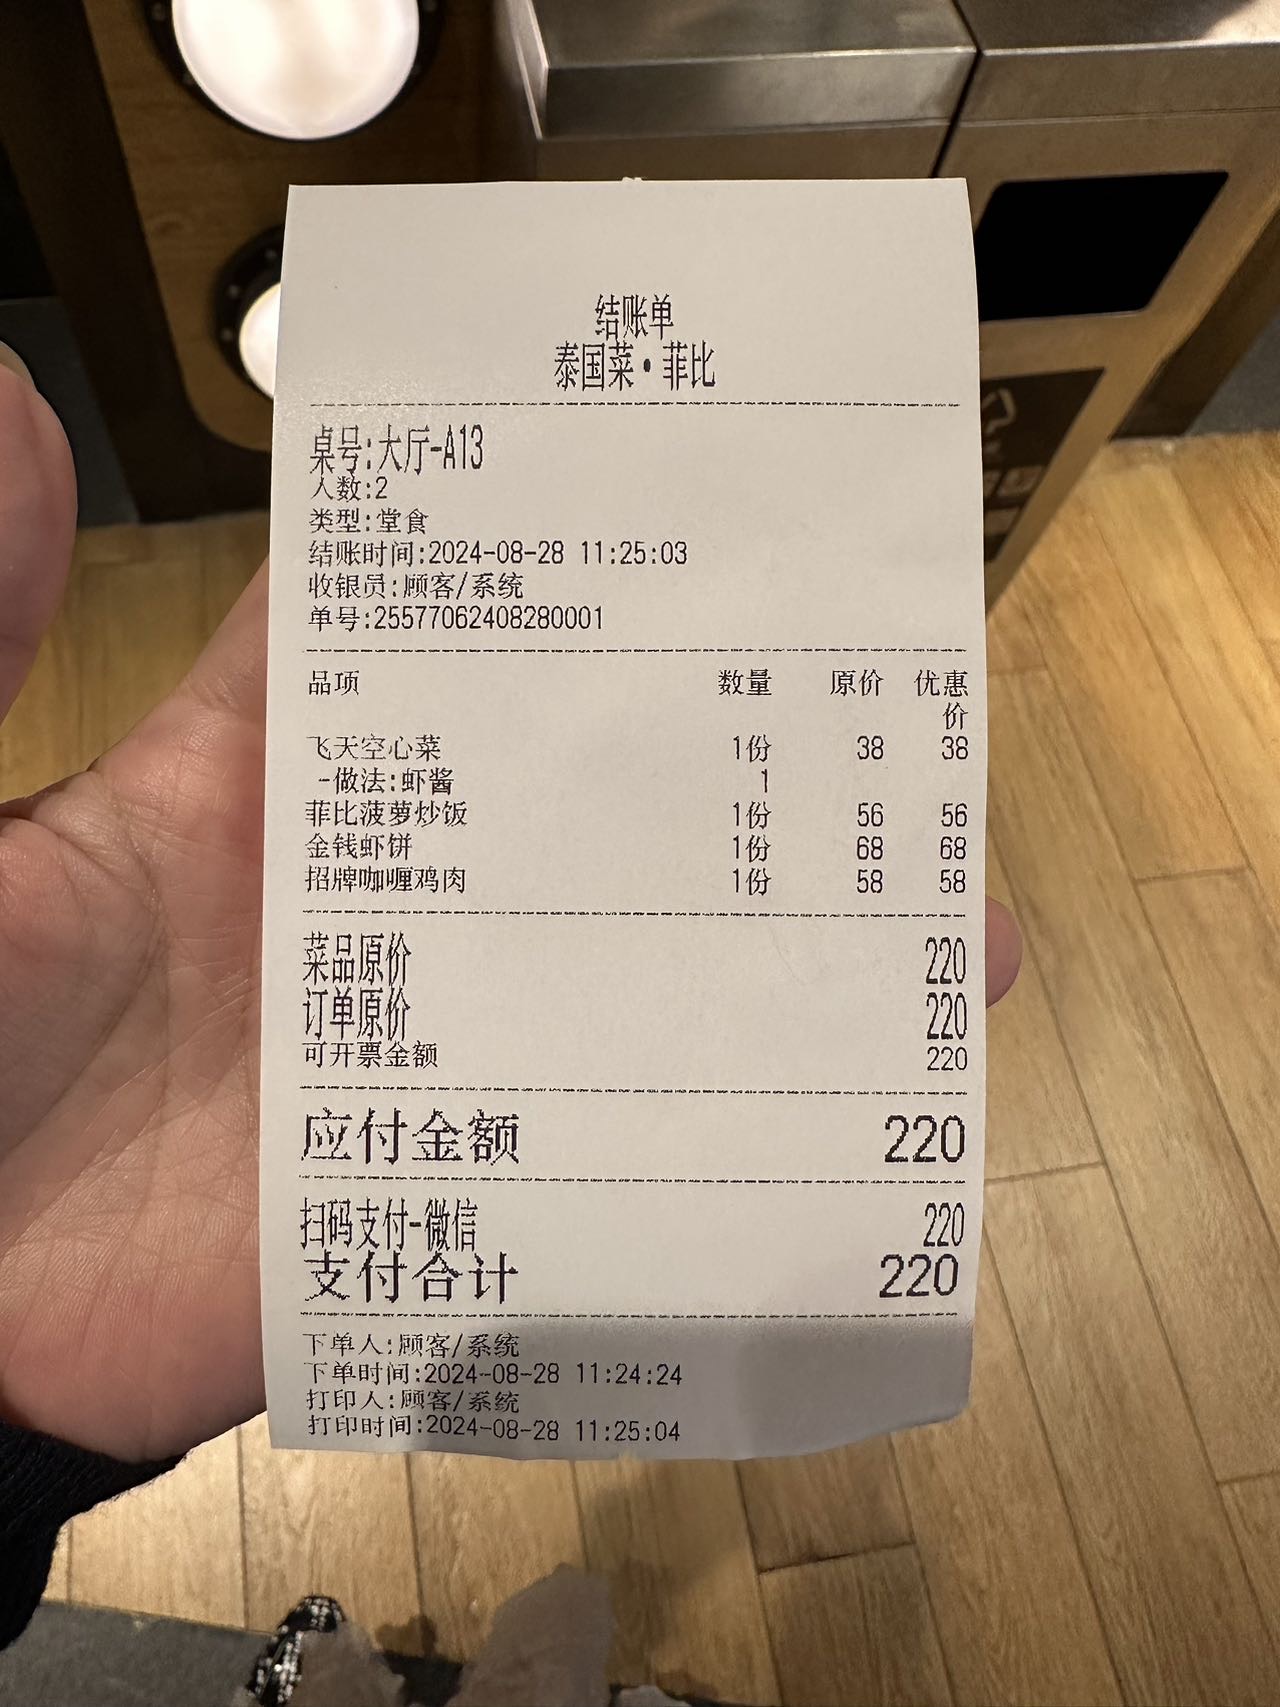 结账单
泰国菜·菲比
桌号:大厅-A13
人数:2
类型:堂食
结账时间:2024-08-28 11:25:03
收银员:顾客/系统
单号:25577062408280001
品项 数量 原价 优惠价
飞天空心菜 1份 38 38
-做法:虾酱 1
菲比菠萝炒饭 1份 56 56
金钱虾饼 1份 68 68
招牌咖喱鸡肉 1份 58 58
菜品原价 220
订单原价 220
可开票金额 220
应付金额 220
扫码支付-微信 220
支付合计 220
下单人:顾客/系统
下单时间:2024-08-28 11:24:24
打印人:顾客/系统
打印时间:2024-08-28 11:25:04